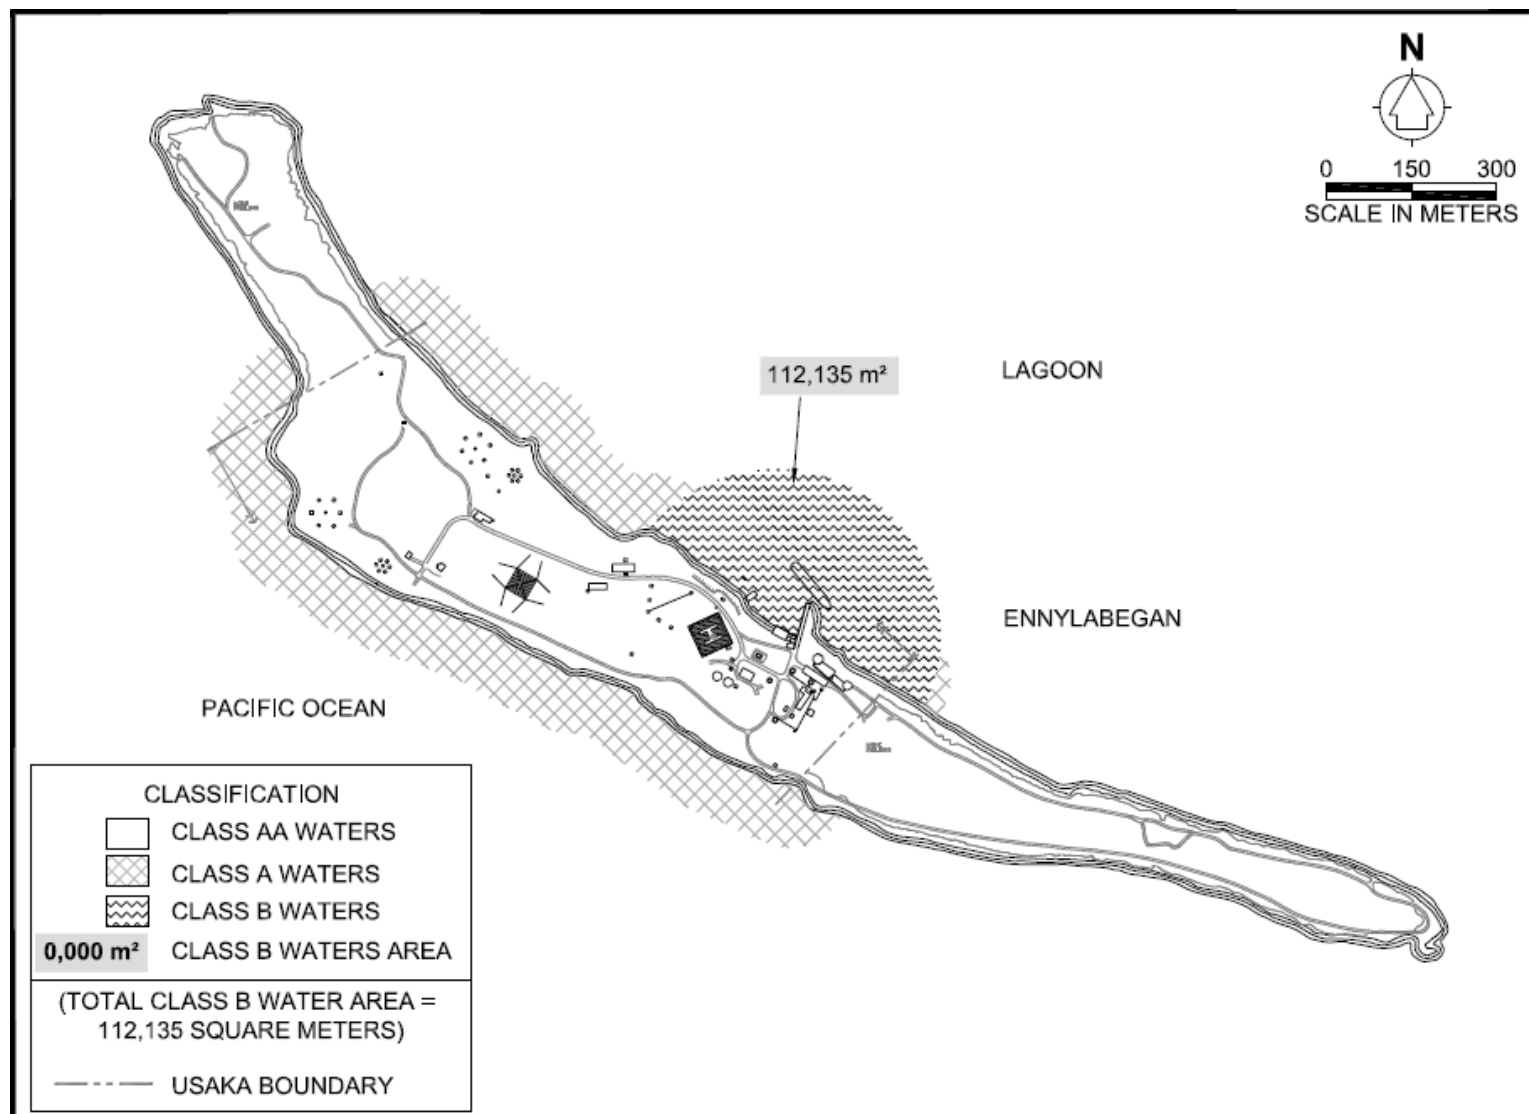 N
0 150 300
SCALE IN METERS
112,135 m²
LAGOON
ENNYLABEGAN
PACIFIC OCEAN
CLASSIFICATION
CLASS AA WATERS
CLASS A WATERS
CLASS B WATERS
0,000 m² CLASS B WATERS AREA
(TOTAL CLASS B WATER AREA =
112,135 SQUARE METERS)
USAKA BOUNDARY